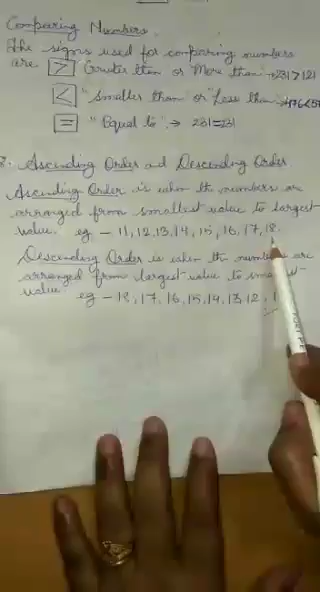 Comparing Numbers.
The signs used for comparing numbers
are > Greater than or More than → 231 > 121
< "Smaller than" or Less than →
= "Equal to" → 231 = 231
8. Ascending Order and Descending Order
Ascending Order is when the numbers are
arranged from smallest value to largest
value. eg - 11, 12, 13, 14, 15, 16, 17, 18.
Descending Order is when the numbers are
arranged from largest value to smallest
value. eg - 18, 17, 16, 15, 14, 13, 12, 1